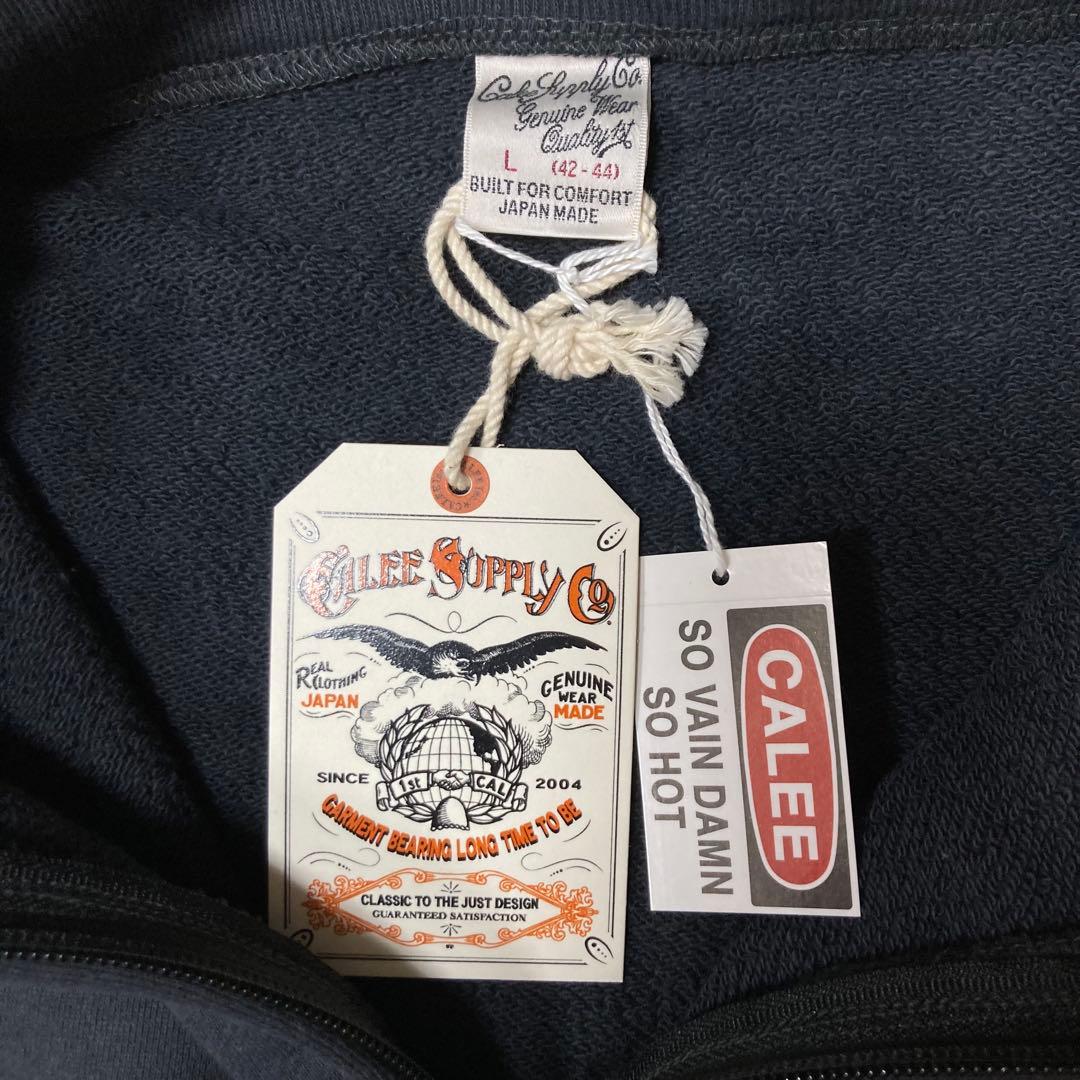 Calee Supply Co.
Genuine Wear
Quality 1st
L (42-44)
BUILT FOR COMFORT
JAPAN MADE
CALEE SUPPLY Co.
REAL CLOTHING
JAPAN
GENUINE
WEAR
MADE
SINCE 2004
1st CAL
GARMENT BEARING LONG TIME TO BE
CLASSIC TO THE JUST DESIGN
GUARANTEED SATISFACTION
CALEE
SO VAIN DAMN
SO HOT